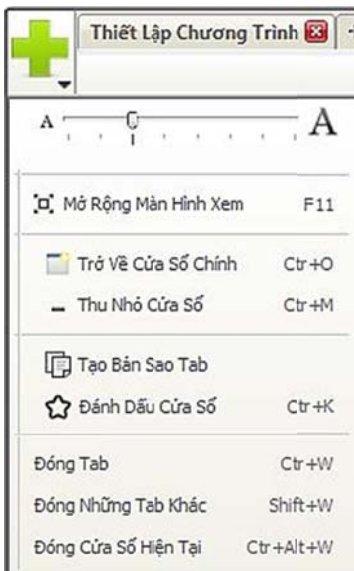 Thiết Lập Chương Trình
A A
Mở Rộng Màn Hình Xem F11
Trở Về Cửa Sổ Chính Ctr+O
Thu Nhỏ Cửa Sổ Ctr+M
Tạo Bản Sao Tab
Đánh Dấu Cửa Sổ Ctr+K
Đóng Tab Ctr+W
Đóng Những Tab Khác Shift+W
Đóng Cửa Sổ Hiện Tại Ctr+Alt+W